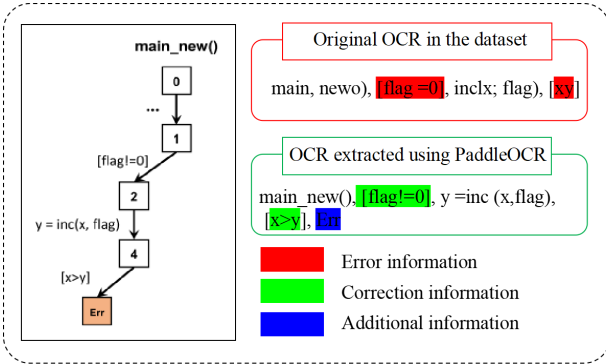 main_new()
0
...
1
[flag!=0]
2
y = inc(x, flag)
4
[x>y]
Err
Original OCR in the dataset
main, newo), [flag =0], inclx; flag), [xy]
OCR extracted using PaddleOCR
main_new(), [flag!=0], y =inc (x,flag),
[x>y], Err
Error information
Correction information
Additional information